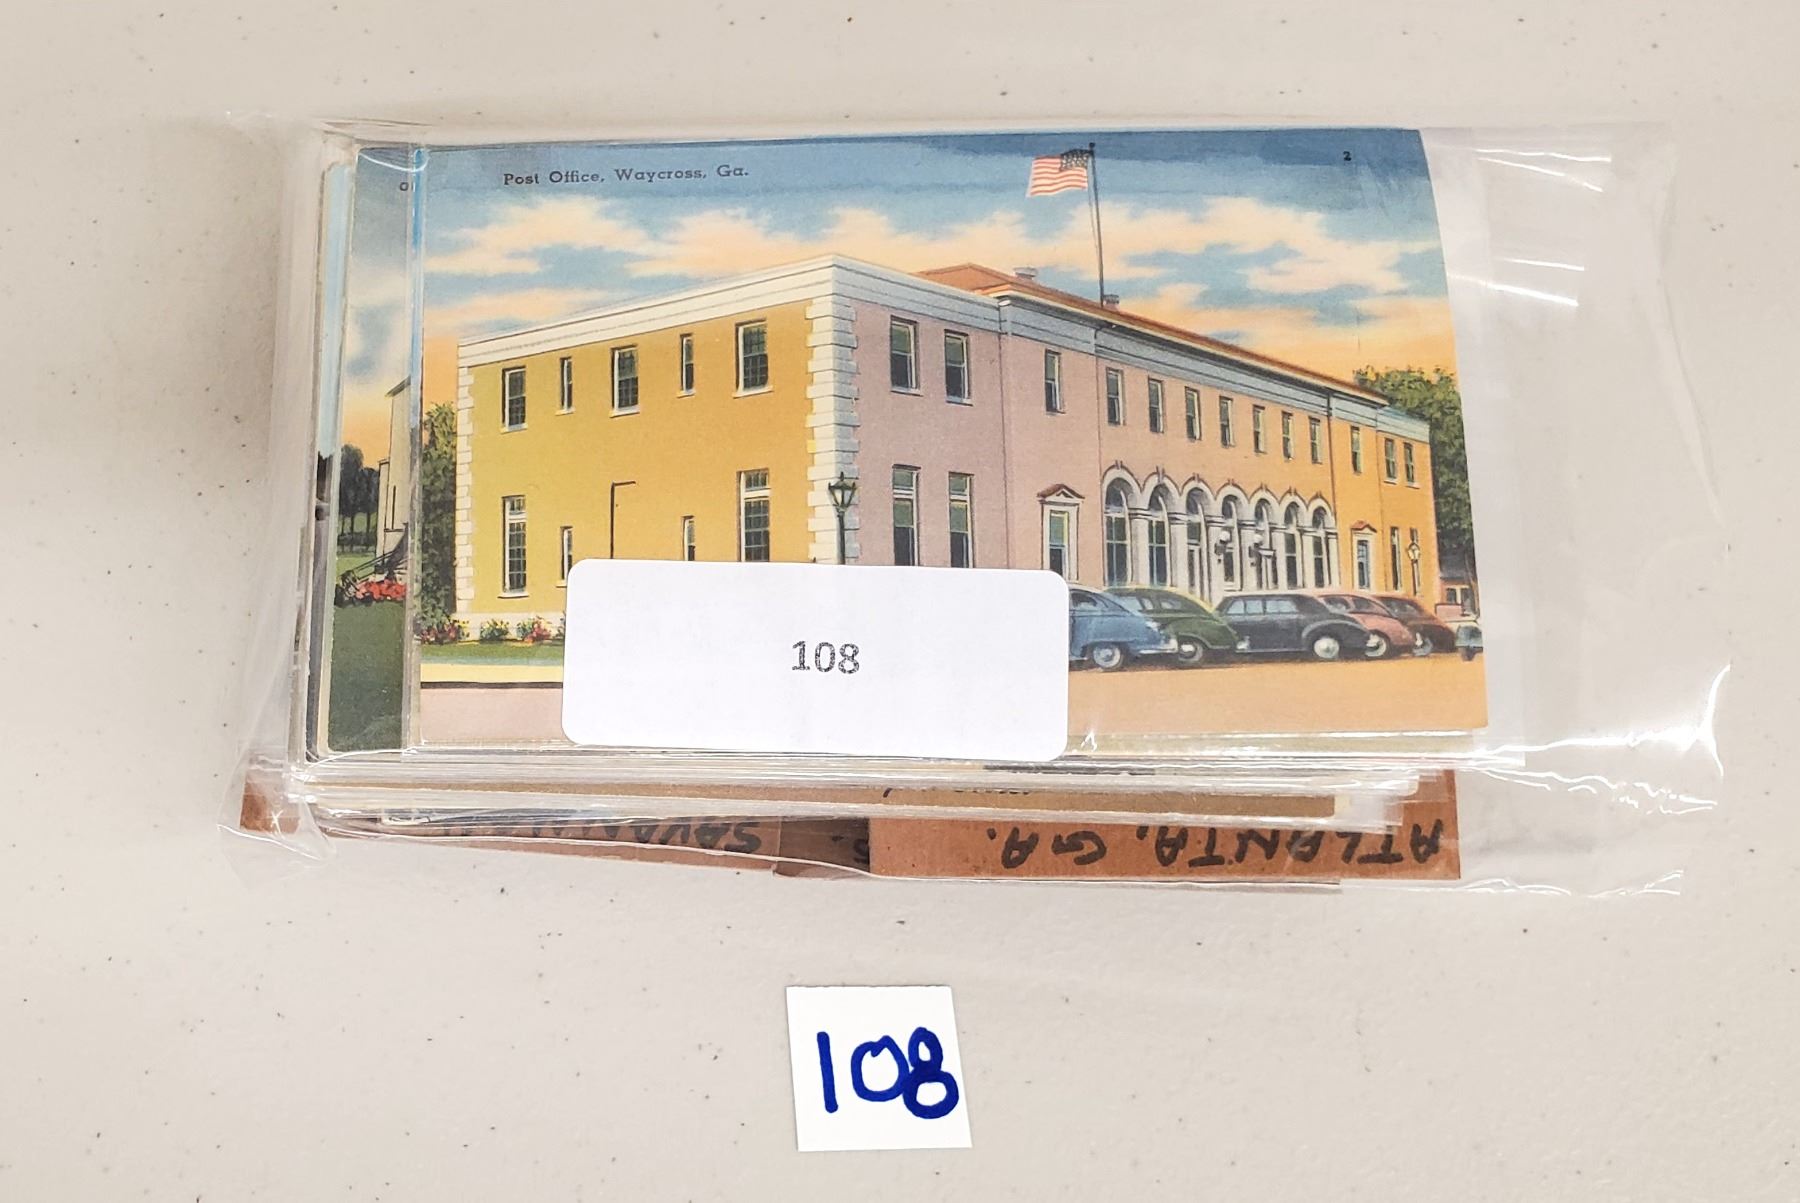 Post Office, Waycross, Ga.
2
108
ATLANTA, GA.
108